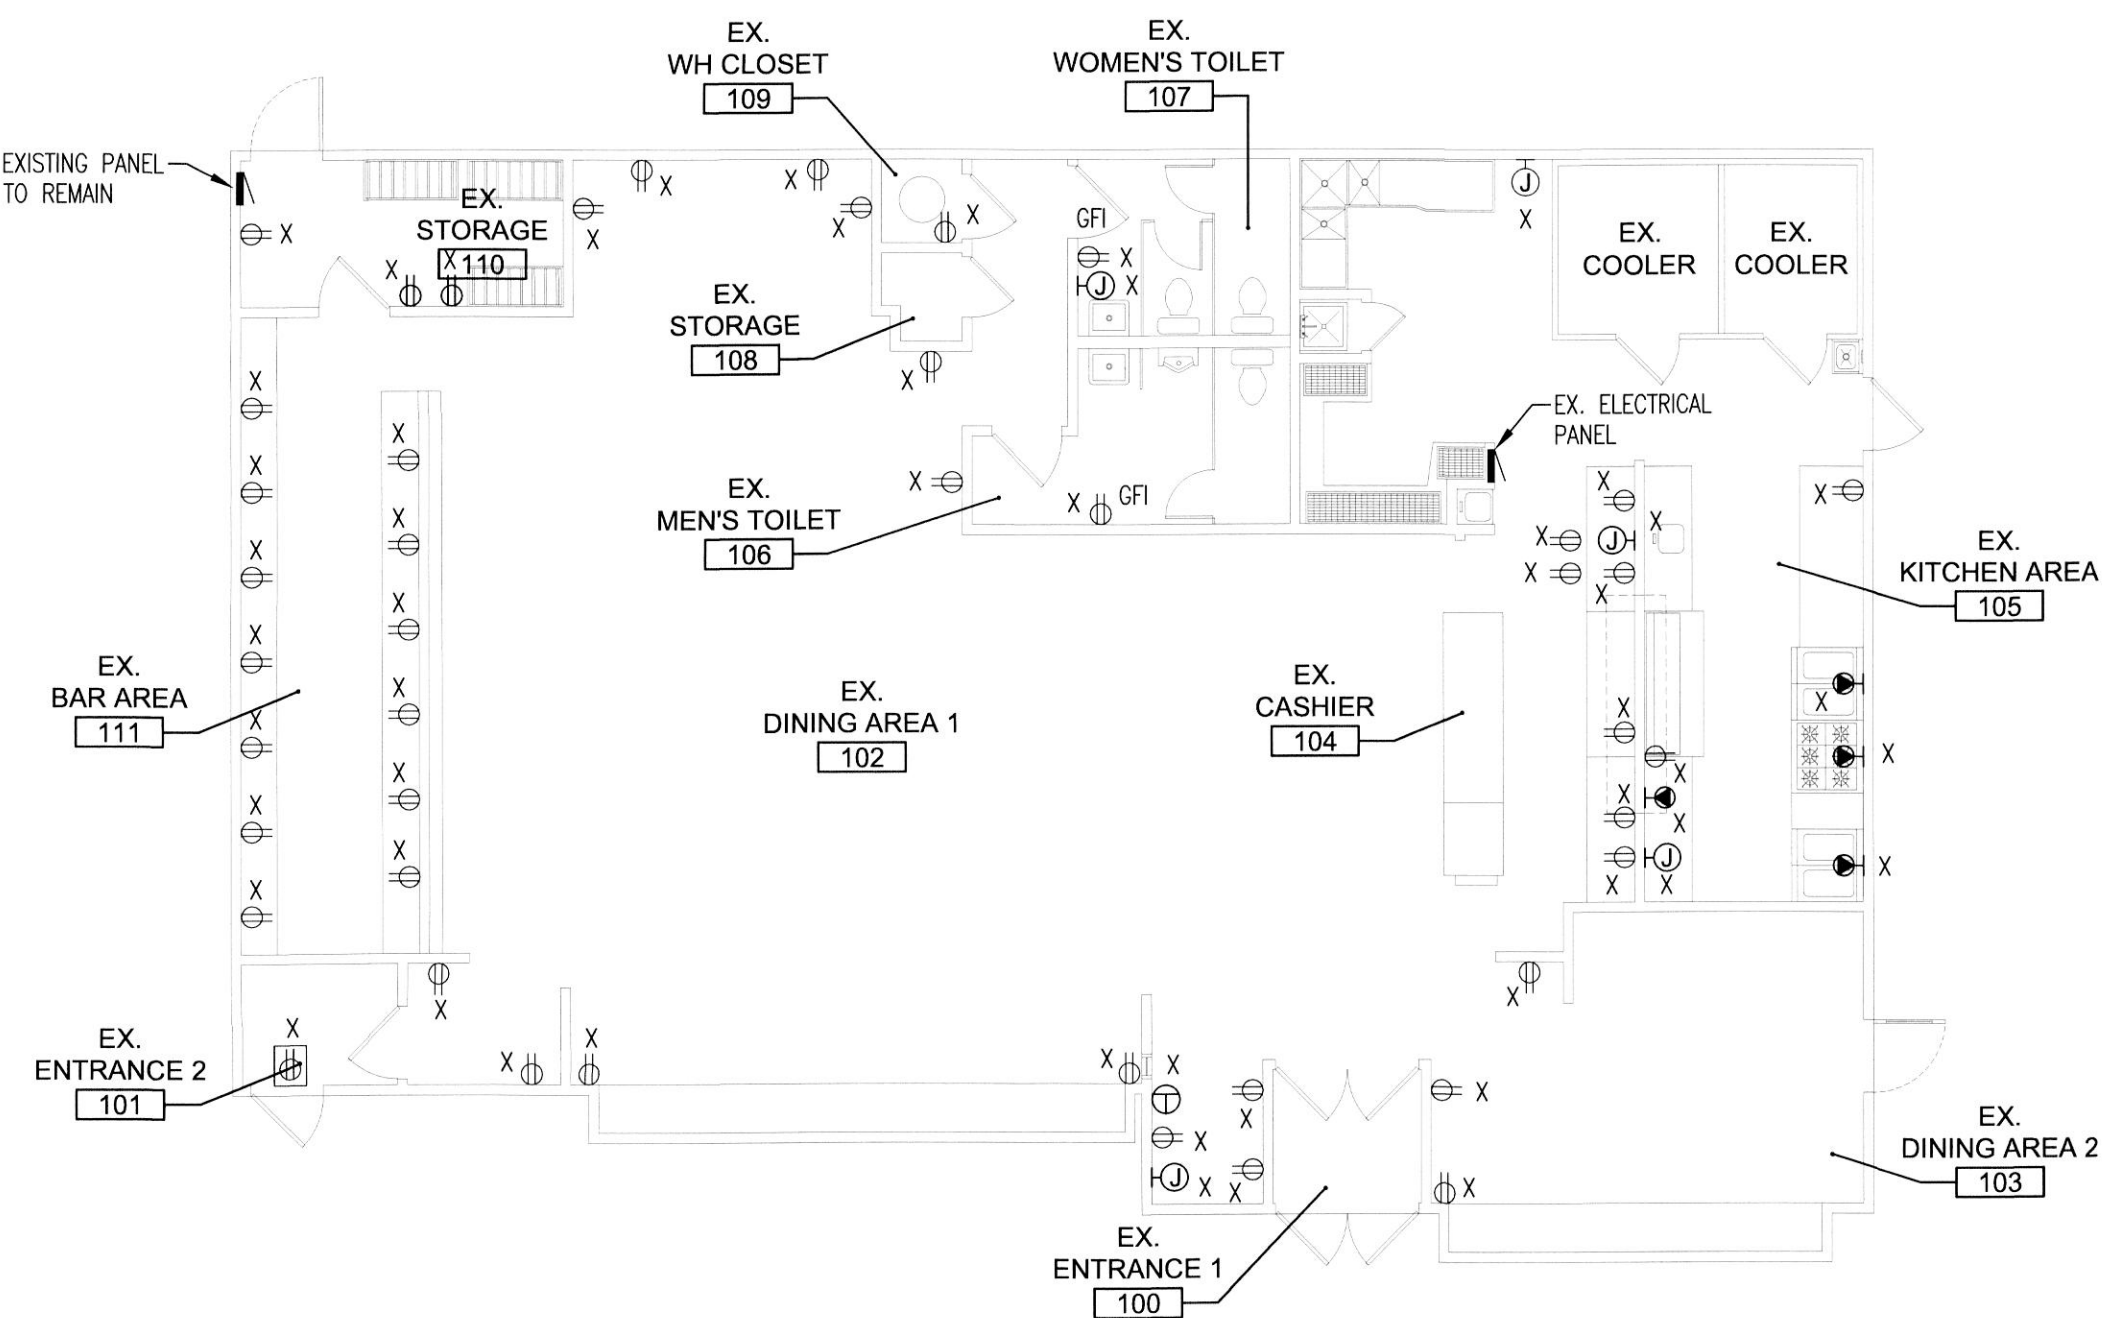 EX.
WH CLOSET
109
EX.
WOMEN'S TOILET
107
EXISTING PANEL
TO REMAIN
X
X
X
EX.
STORAGE
110
X
X
X
X
X
X
GFI
X
J X
J
X
EX.
COOLER
EX.
COOLER
EX.
STORAGE
108
X
X
X
X
X
X
X
X
X
X
X
X
X
X
EX. ELECTRICAL
PANEL
EX.
MEN'S TOILET
106
X
X GFI
X
X
X
X J
X
X
EX.
KITCHEN AREA
105
EX.
BAR AREA
111
EX.
DINING AREA 1
102
EX.
CASHIER
104
X
X
X
X
X
X
J
X
X
X
X
X
X
X
EX.
ENTRANCE 2
101
X
X
X
X
T
X
X
J X
X
X
X
EX.
DINING AREA 2
103
EX.
ENTRANCE 1
100